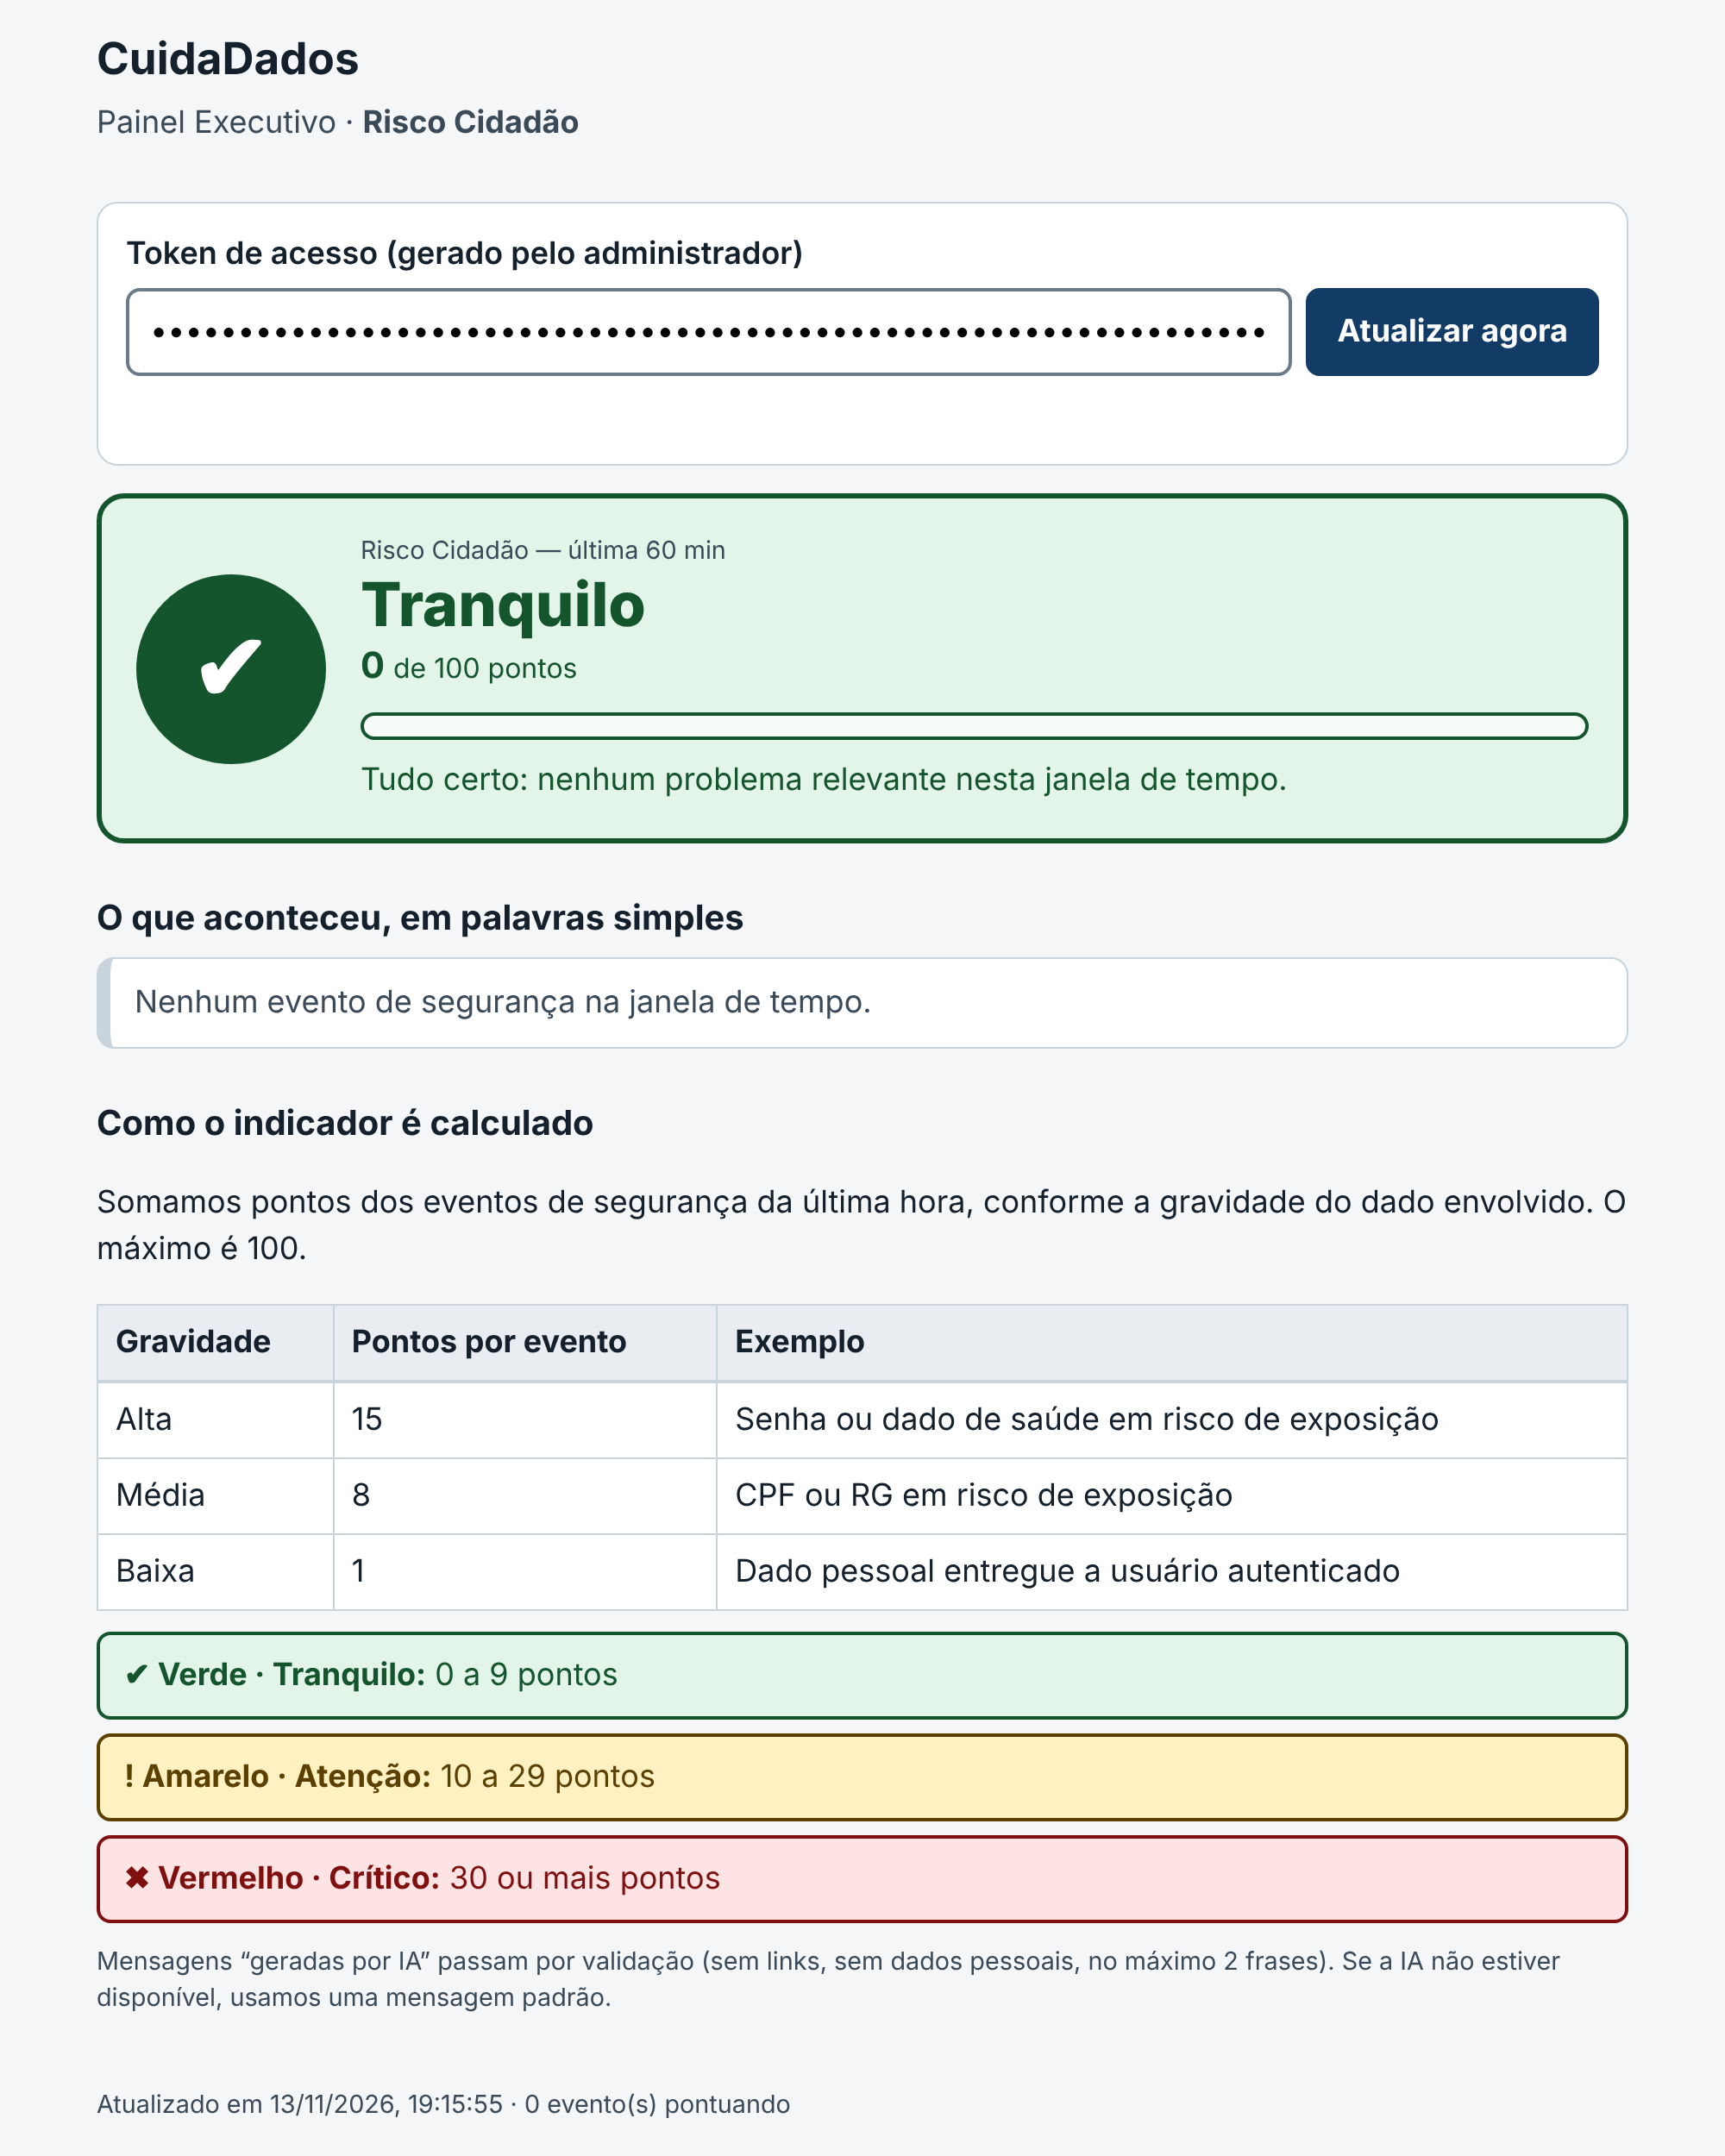 CuidaDados
Painel Executivo · Risco Cidadão
Token de acesso (gerado pelo administrador)
Atualizar agora
Risco Cidadão — última 60 min
Tranquilo
0 de 100 pontos
Tudo certo: nenhum problema relevante nesta janela de tempo.
O que aconteceu, em palavras simples
Nenhum evento de segurança na janela de tempo.
Como o indicador é calculado
Somamos pontos dos eventos de segurança da última hora, conforme a gravidade do dado envolvido. O
máximo é 100.
Gravidade Pontos por evento Exemplo
Alta 15 Senha ou dado de saúde em risco de exposição
Média 8 CPF ou RG em risco de exposição
Baixa 1 Dado pessoal entregue a usuário autenticado
✔ Verde · Tranquilo: 0 a 9 pontos
! Amarelo · Atenção: 10 a 29 pontos
✖ Vermelho · Crítico: 30 ou mais pontos
Mensagens “geradas por IA” passam por validação (sem links, sem dados pessoais, no máximo 2 frases). Se a IA não estiver
disponível, usamos uma mensagem padrão.
Atualizado em 13/11/2026, 19:15:55 · 0 evento(s) pontuando